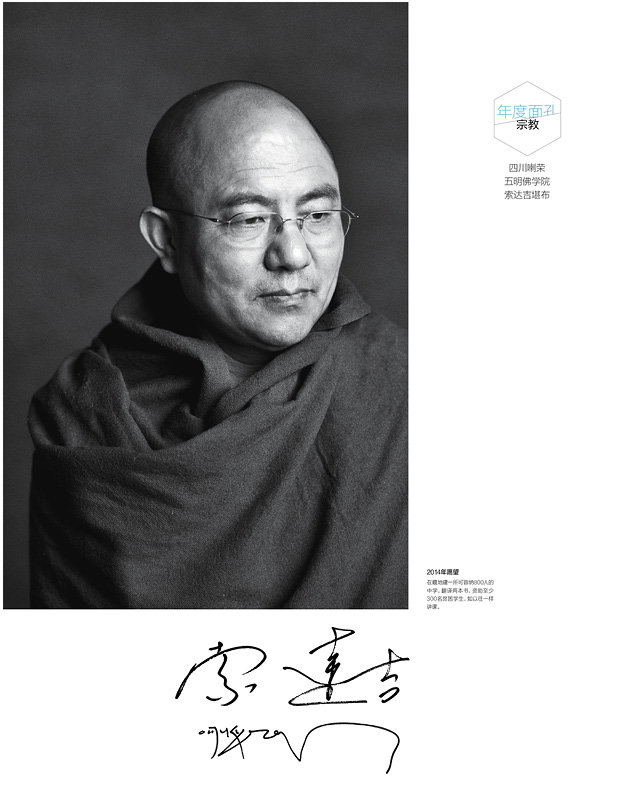 年度面孔
宗教
四川喇荣
五明佛学院
索达吉堪布
2014年愿望
在藏地建一所可容纳800人的
中学，翻译两本书，资助至少
300名贫困学生，如以往一样
讲课。
索达吉